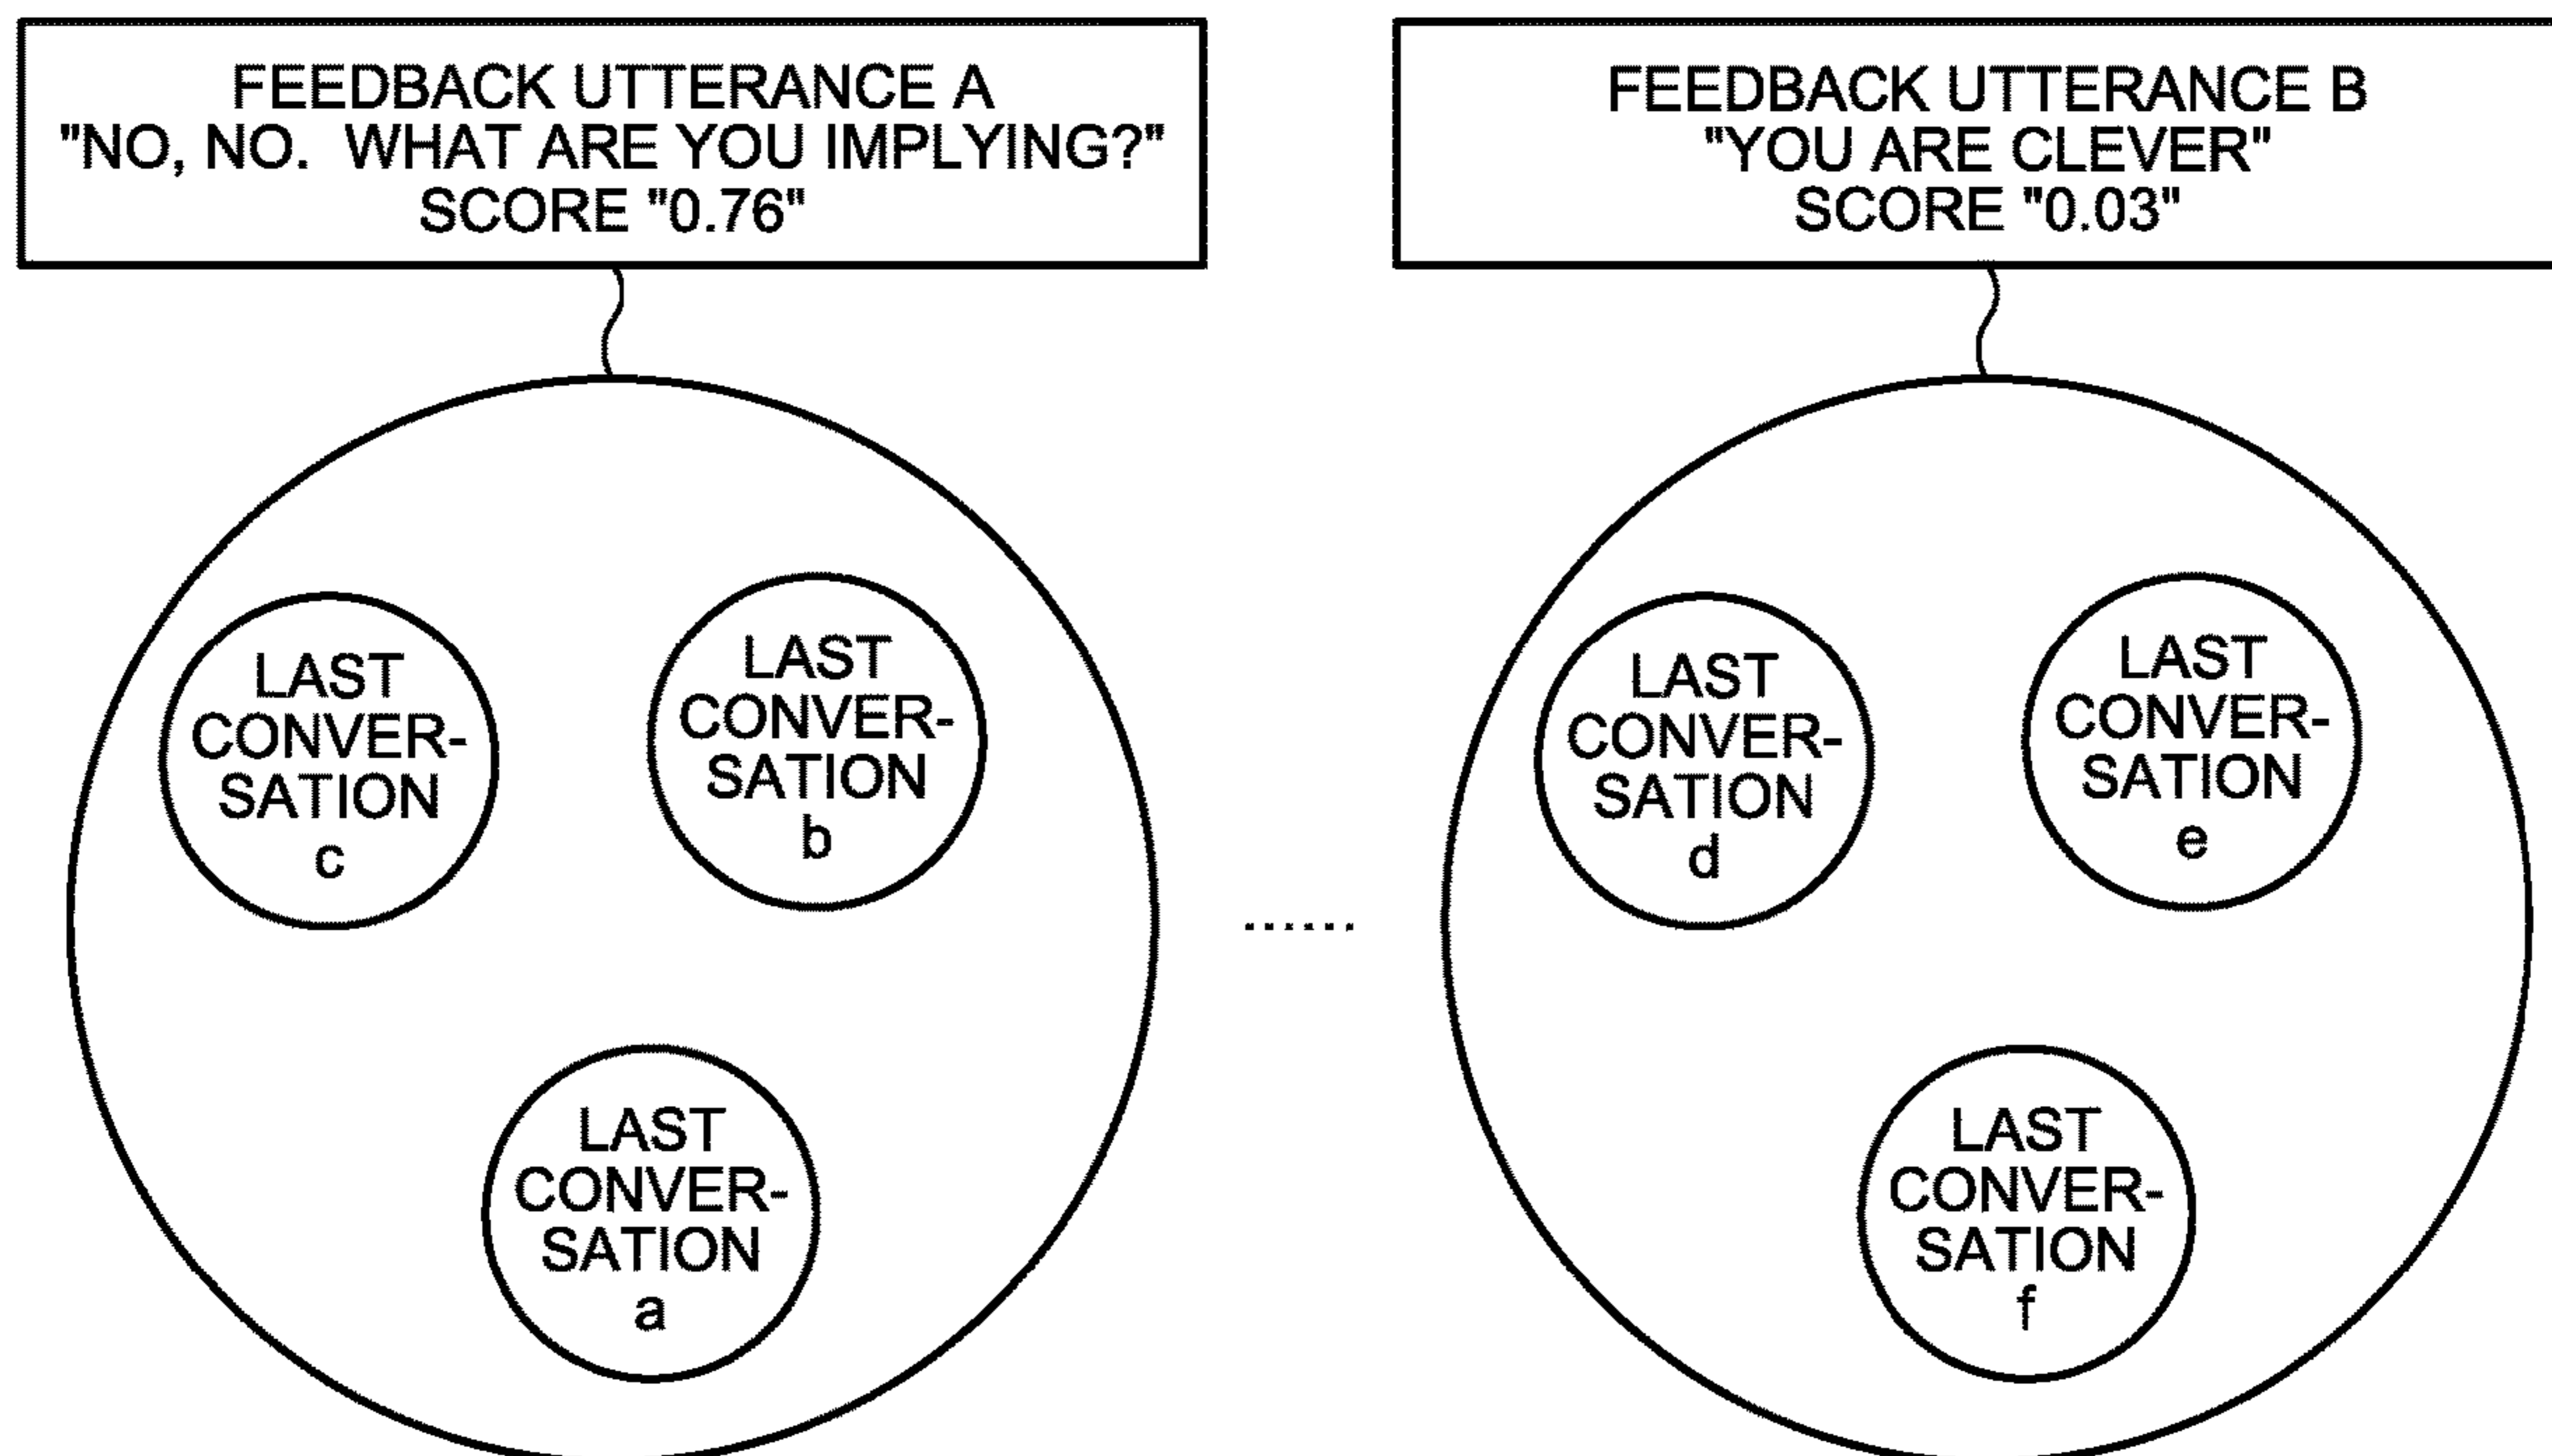 FEEDBACK UTTERANCE A
"NO, NO. WHAT ARE YOU IMPLYING?"
SCORE "0.76"
FEEDBACK UTTERANCE B
"YOU ARE CLEVER"
SCORE "0.03"
LAST
CONVER-
SATION
c
LAST
CONVER-
SATION
b
LAST
CONVER-
SATION
a
......
LAST
CONVER-
SATION
d
LAST
CONVER-
SATION
e
LAST
CONVER-
SATION
f